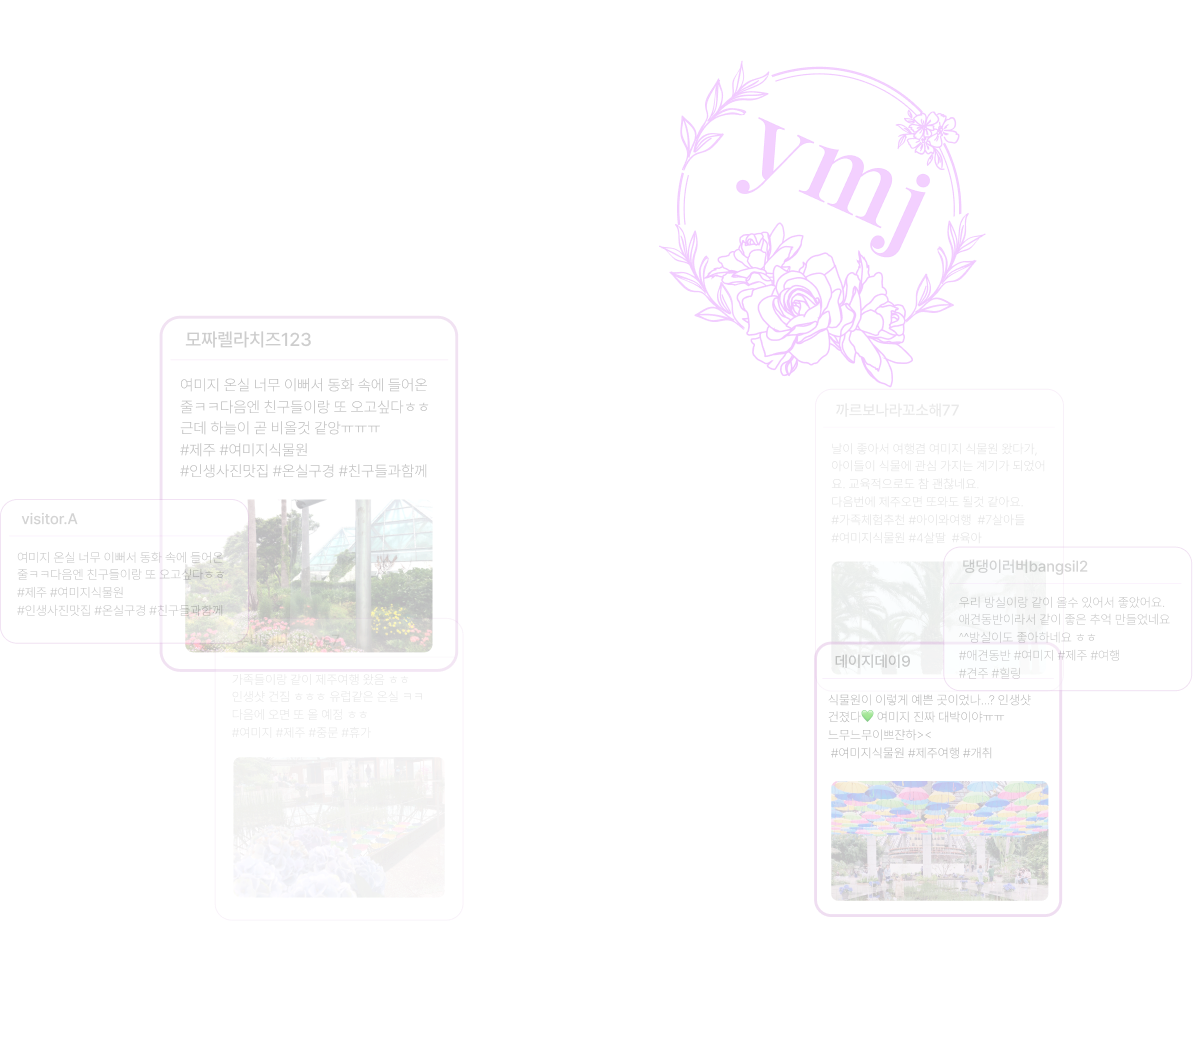 ymj
모짜렐라치즈123
여미지 온실 너무 이뻐서 동화 속에 들어온
줄ㅋㅋ다음엔 친구들이랑 또 오고싶다ㅎㅎ
근데 하늘이 곧 비올것 같앙ㅠㅠㅠ
#제주 #여미지식물원
#인생사진맛집 #온실구경 #친구들과함께
visitor.A
여미지 온실 너무 이뻐서 동화 속에 들어온
줄ㅋㅋ다음엔 친구들이랑 또 오고싶다ㅎㅎ
#제주 #여미지식물원
#인생사진맛집 #온실구경 #친구들과함께
가족들이랑 같이 제주여행 왔음 ㅎㅎ
인생샷 건짐 ㅎㅎㅎ 유럽같은 온실 ㅋㅋ
다음에 오면 또 올 예정 ㅎㅎ
#여미지 #제주 #중문 #휴가
까르보나라꼬소해77
날이 좋아서 여행겸 여미지 식물원 왔다가,
아이들이 식물에 관심 가지는 계기가 되었어
요. 교육적으로도 참 괜찮네요.
다음번에 제주오면 또와도 될것 같아요.
#가족체험추천 #아이와여행 #7살아들
#여미지식물원 #4살딸 #육아
댕댕이러버bangsil2
우리 방실이랑 같이 올수 있어서 좋았어요.
애견동반이라서 같이 좋은 추억 만들었네요
^^방실이도 좋아하네요 ㅎㅎ
#애견동반 #여미지 #제주 #여행
#견주 #힐링
데이지데이9
식물원이 이렇게 예쁜 곳이었나...? 인생샷
건졌다💚 여미지 진짜 대박이야ㅠㅠ
느무느무이쁘쟌하><
#여미지식물원 #제주여행 #개취